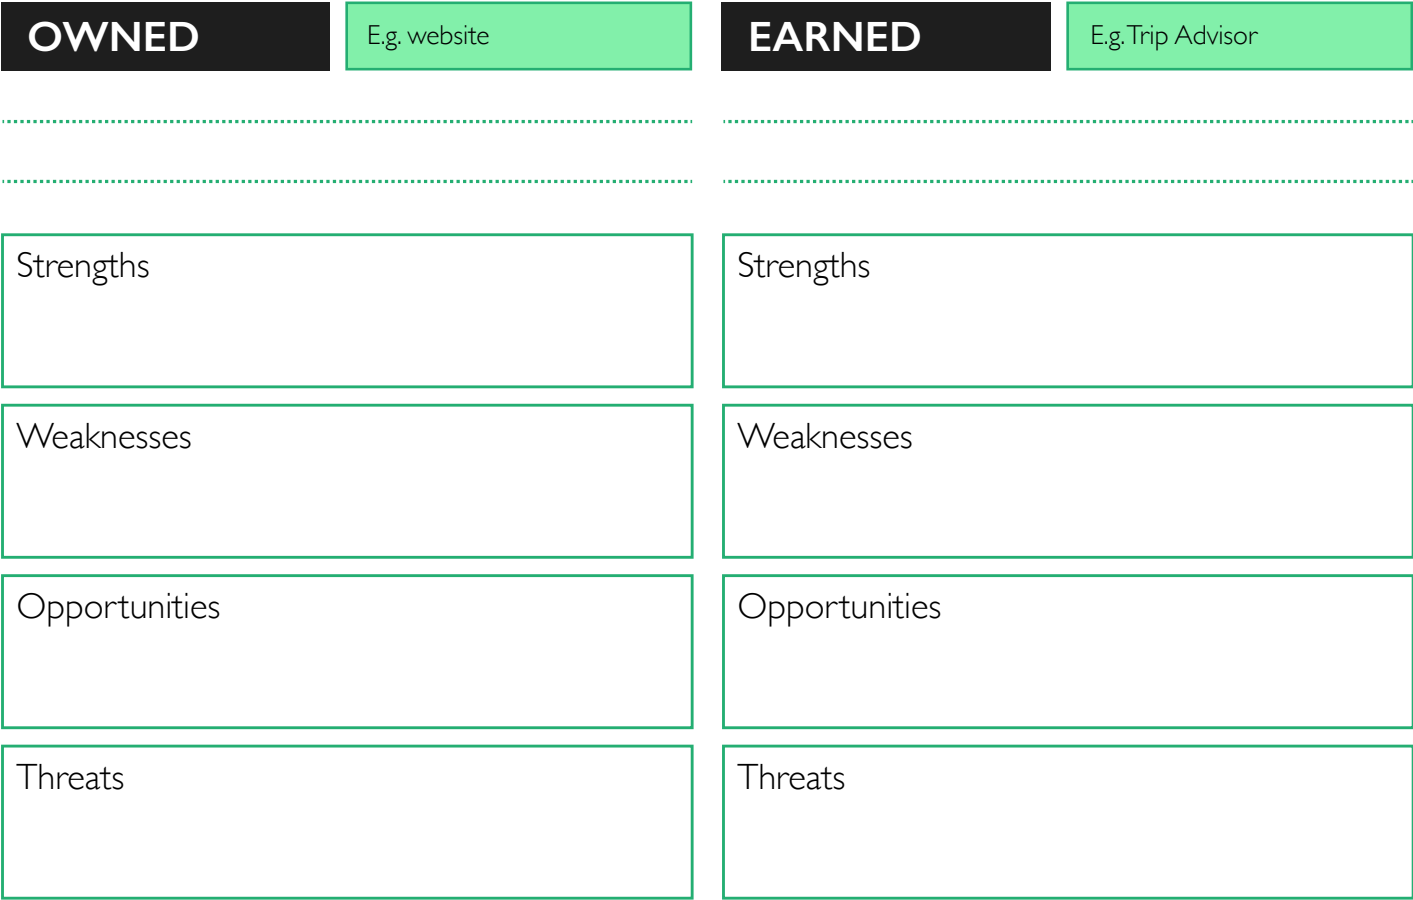 OWNED
E.g. website
Strengths
Weaknesses
Opportunities
Threats
EARNED
E.g. Trip Advisor
Strengths
Weaknesses
Opportunities
Threats